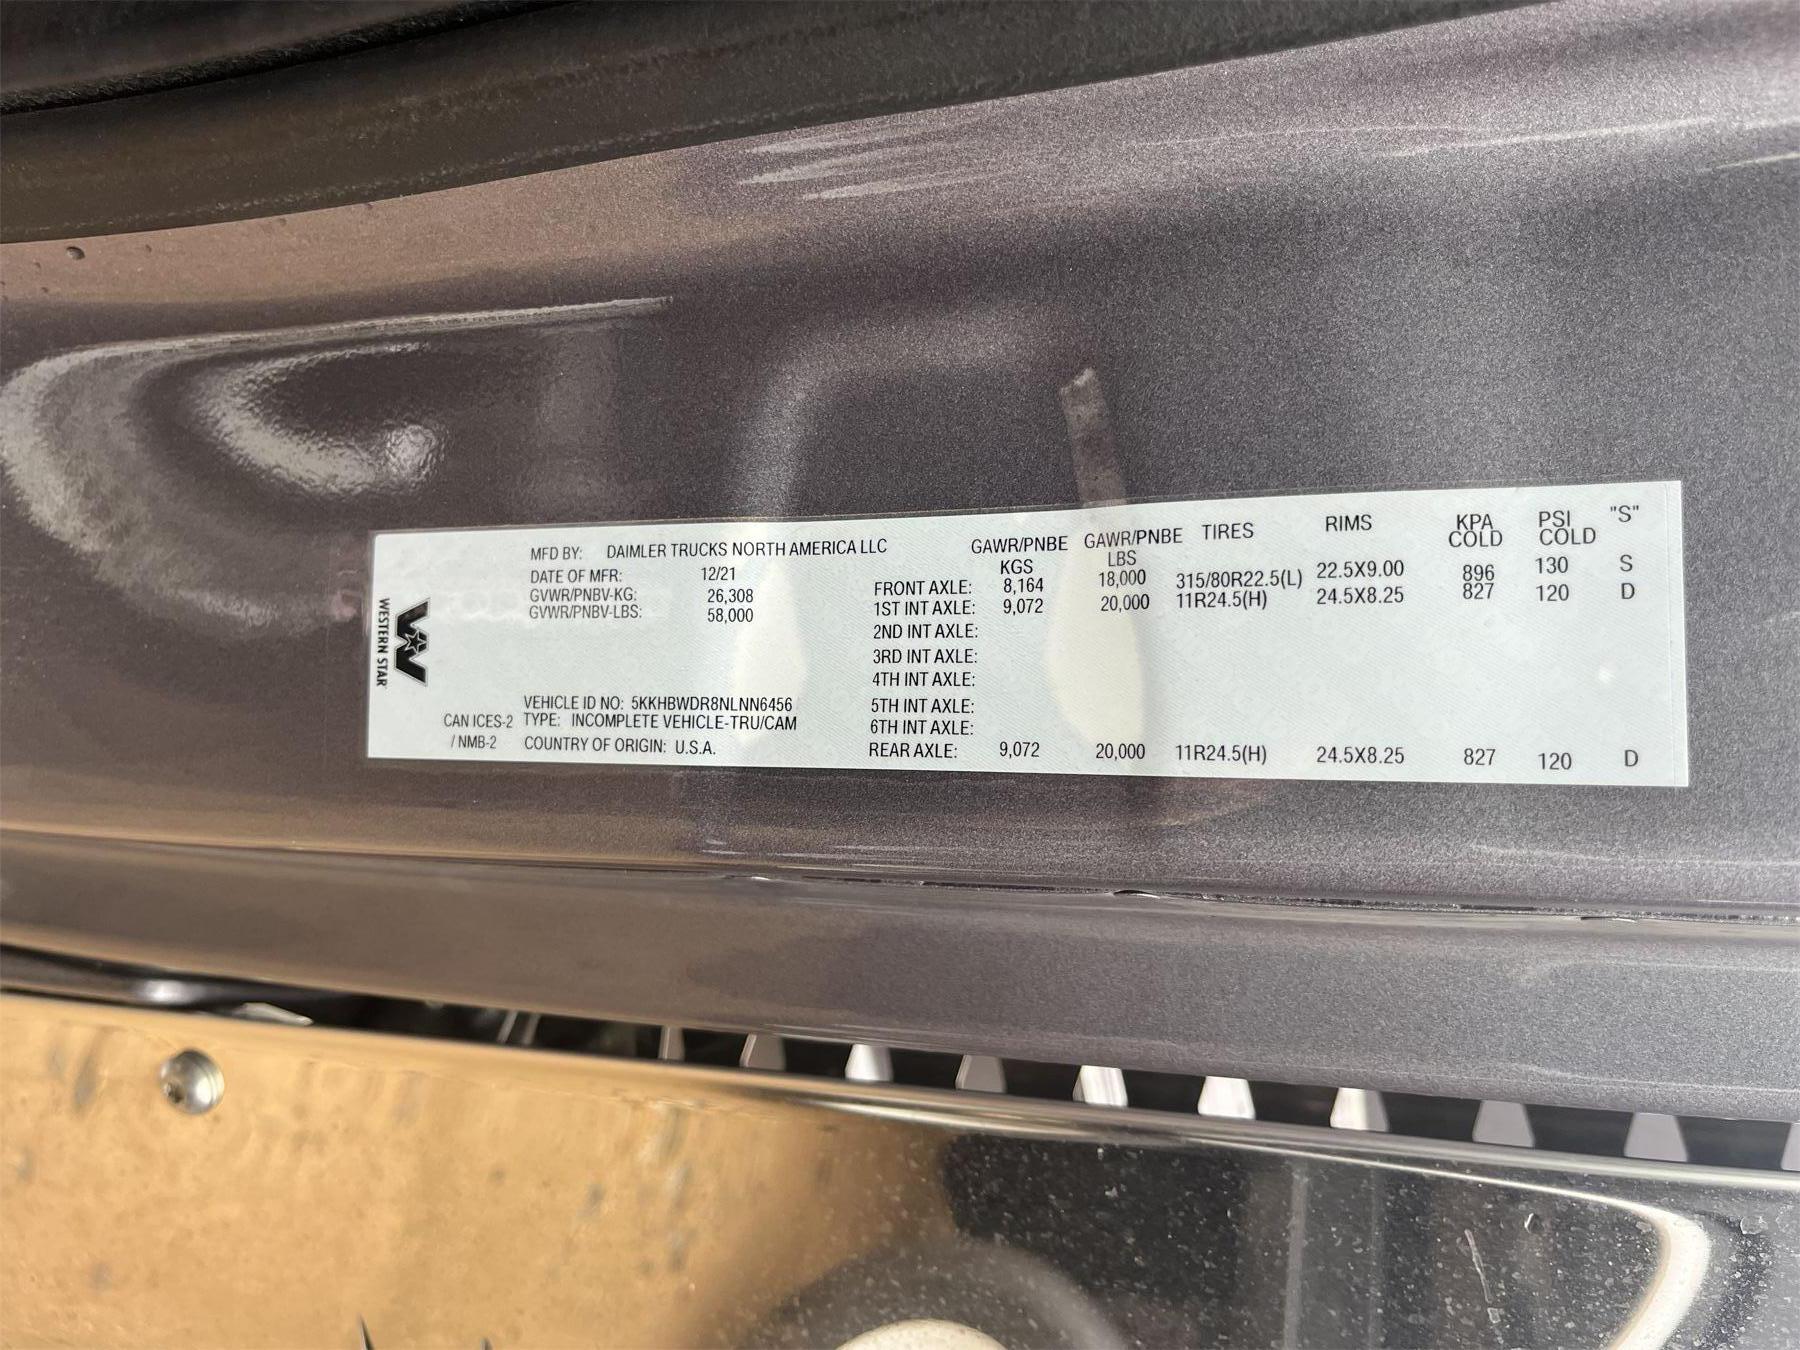 WESTERN STAR
MFD BY: DAIMLER TRUCKS NORTH AMERICA LLC
DATE OF MFR: 12/21
GVWR/PNBV-KG: 26,308
GVWR/PNBV-LBS: 58,000
VEHICLE ID NO: 5KKHBWDR8NLNN6456
CAN ICES-2 TYPE: INCOMPLETE VEHICLE-TRU/CAM
/ NMB-2 COUNTRY OF ORIGIN: U.S.A.
GAWR/PNBE GAWR/PNBE TIRES RIMS KPA PSI "S"
KGS LBS COLD COLD
FRONT AXLE: 8,164 18,000 315/80R22.5(L) 22.5X9.00 896 130 S
1ST INT AXLE: 9,072 20,000 11R24.5(H) 24.5X8.25 827 120 D
2ND INT AXLE:
3RD INT AXLE:
4TH INT AXLE:
5TH INT AXLE:
6TH INT AXLE:
REAR AXLE: 9,072 20,000 11R24.5(H) 24.5X8.25 827 120 D